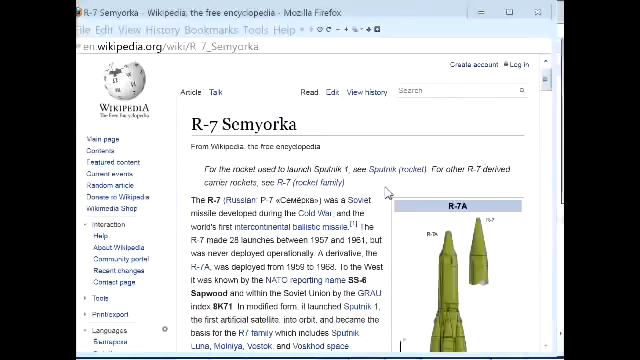 R-7 Semyorka - Wikipedia, the free encyclopedia - Mozilla Firefox
File Edit View History Bookmarks Tools Help
en.wikipedia.org/wiki/R 7_Semyorka
Create account Log in
Article Talk Read Edit View history Search
WIKIPEDIA
The Free Encyclopedia
Main page
Contents
Featured content
Current events
Random article
Donate to Wikipedia
Wikimedia Shop
Interaction
Help
About Wikipedia
Community portal
Recent changes
Contact page
Tools
Print/export
Languages
Български
R-7 Semyorka
From Wikipedia, the free encyclopedia
For the rocket used to launch Sputnik 1, see Sputnik (rocket). For other R-7 derived
carrier rockets, see R-7 (rocket family)
The R-7 (Russian: Р-7 «Семёрка») was a Soviet
missile developed during the Cold War, and the
world's first intercontinental ballistic missile.[1] The
R-7 made 28 launches between 1957 and 1961, but
was never deployed operationally. A derivative, the
R-7A, was deployed from 1959 to 1968. To the West
it was known by the NATO reporting name SS-6
Sapwood and within the Soviet Union by the GRAU
index 8K71. In modified form, it launched Sputnik 1,
the first artificial satellite, into orbit, and became the
basis for the R7 family which includes Sputnik
Luna, Molniya, Vostok, and Voskhod space
R-7A
R-7A
R-7